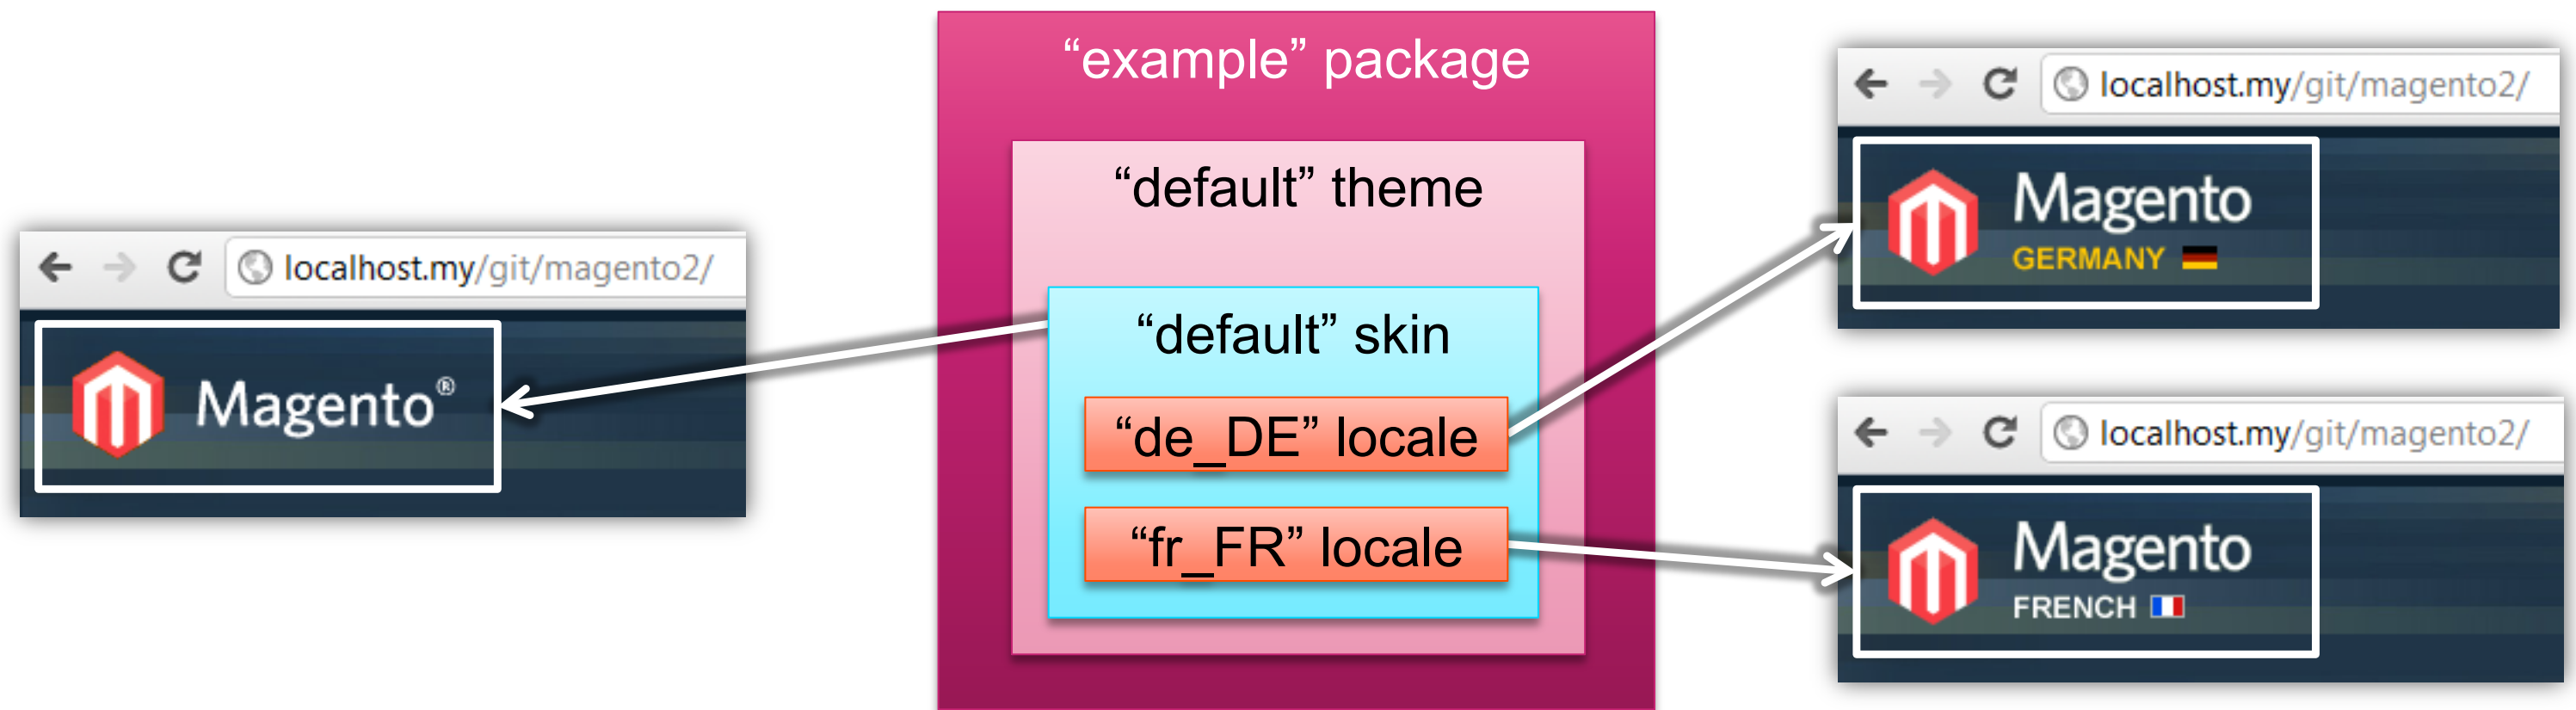 localhost.my/git/magento2/
Magento®
“example” package
“default” theme
“default” skin
“de_DE” locale
“fr_FR” locale
localhost.my/git/magento2/
Magento
GERMANY
localhost.my/git/magento2/
Magento
FRENCH